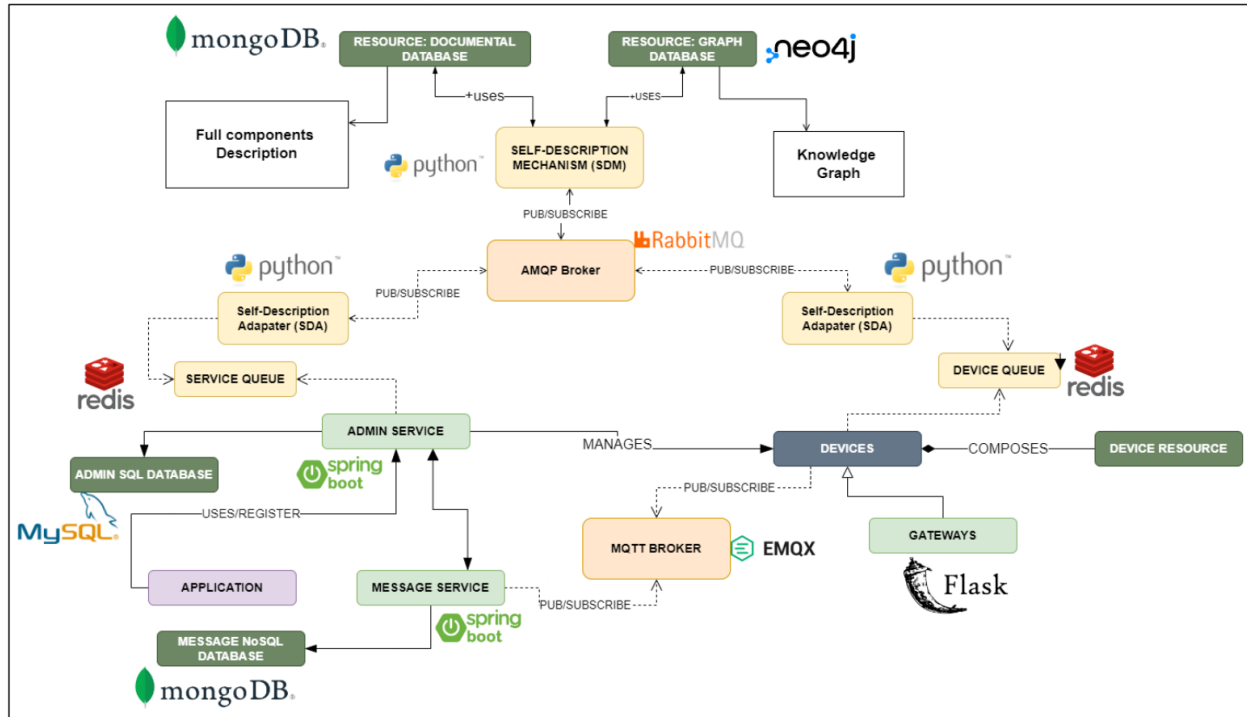 mongoDB®
RESOURCE: DOCUMENTAL
DATABASE
RESOURCE: GRAPH
DATABASE
neo4j
+uses
+USES
Full components
Description
python™
SELF-DESCRIPTION
MECHANISM (SDM)
Knowledge
Graph
PUB/SUBSCRIBE
RabbitMQ
AMQP Broker
python™
PUB/SUBSCRIBE
PUB/SUBSCRIBE
python™
Self-Description
Adapater (SDA)
Self-Description
Adapater (SDA)
redis
SERVICE QUEUE
DEVICE QUEUE
redis
ADMIN SERVICE
MANAGES
DEVICES
COMPOSES
DEVICE RESOURCE
ADMIN SQL DATABASE
spring
boot
PUB/SUBSCRIBE
MySQL®
USES/REGISTER
MQTT BROKER
EMQX
GATEWAYS
APPLICATION
MESSAGE SERVICE
PUB/SUBSCRIBE
Flask
spring
boot
MESSAGE NoSQL
DATABASE
mongoDB®